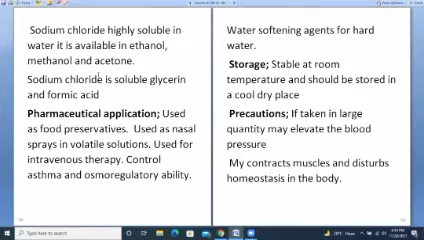 Sodium chloride highly soluble in
water it is available in ethanol,
methanol and acetone.
Sodium chloride is soluble glycerin
and formic acid
Pharmaceutical application; Used
as food preservatives. Used as nasal
sprays in volatile solutions. Used for
intravenous therapy. Control
asthma and osmoregulatory ability.
Water softening agents for hard
water.
Storage; Stable at room
temperature and should be stored in
a cool dry place
Precautions; If taken in large
quantity may elevate the blood
pressure
My contracts muscles and disturbs
homeostasis in the body.
Type here to search